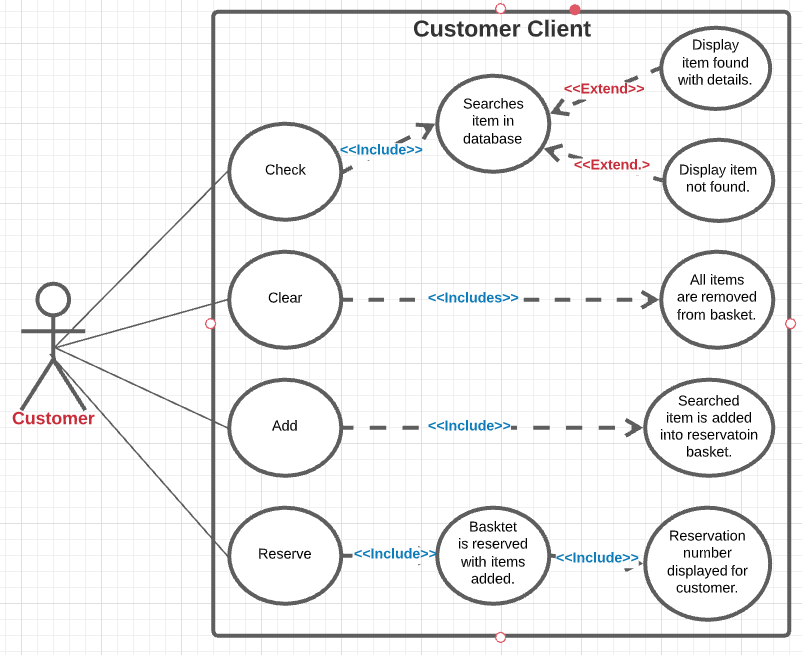 Customer Client
Display
item found
with details.
<<Extend>>
Searches
item in
database
<<Include>>
Check
<<Extend.>
Display item
not found.
Clear
<<Includes>>
All items
are removed
from basket.
Customer
Add
<<Include>>
Searched
item is added
into reservatoin
basket.
Reserve
<<Include>>
Basktet
is reserved
with items
added.
<<Include>>
Reservation
number
displayed for
customer.